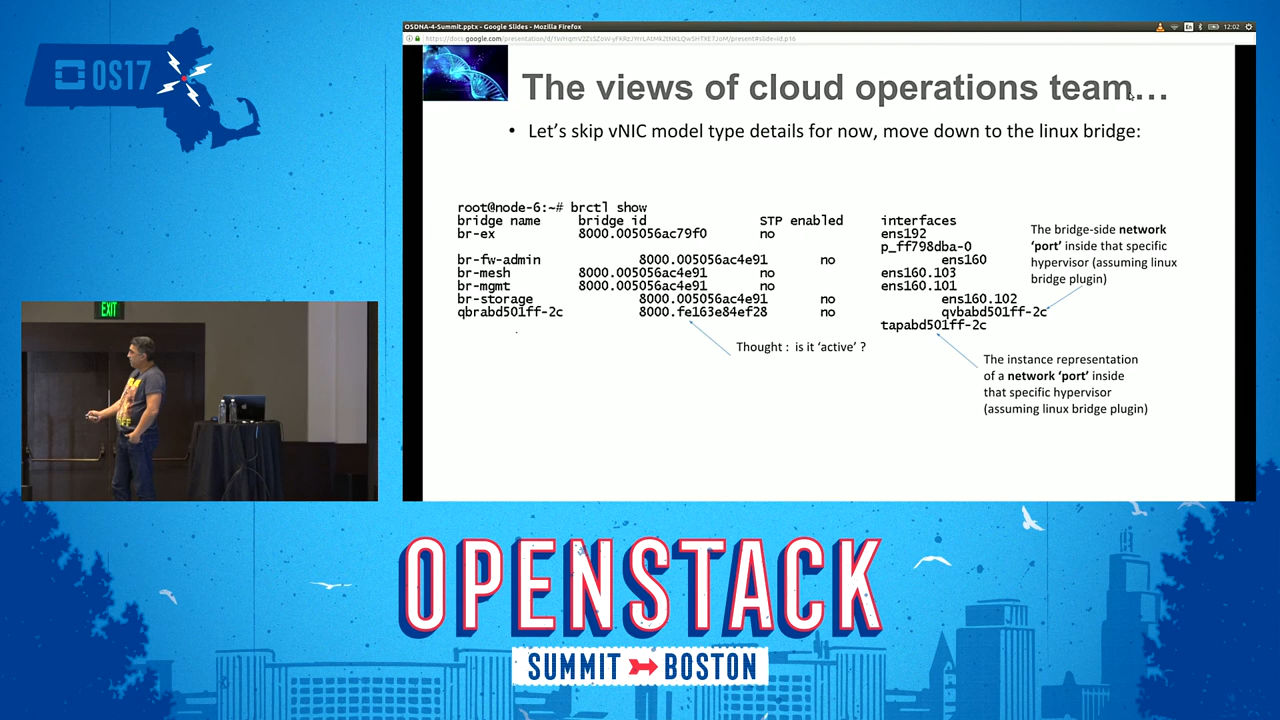 OS17
OSDNA-4-Summit.pptx - Google Slides - Mozilla Firefox
En
12:02
The views of cloud operations team...
• Let's skip vNIC model type details for now, move down to the linux bridge:
root@node-6:~# brctl show
bridge name bridge id STP enabled interfaces
br-ex 8000.005056ac79f0 no ens192
p_ff798dba-0
br-fw-admin 8000.005056ac4e91 no ens160
br-mesh 8000.005056ac4e91 no ens160.103
br-mgmt 8000.005056ac4e91 no ens160.101
br-storage 8000.005056ac4e91 no ens160.102
qbrabd501ff-2c 8000.fe163e84ef28 no qvbabd501ff-2c
tapabd501ff-2c
The bridge-side network
'port' inside that specific
hypervisor (assuming linux
bridge plugin)
Thought : is it 'active' ?
The instance representation
of a network 'port' inside
that specific hypervisor
(assuming linux bridge plugin)
EXIT
OPENSTACK
SUMMIT BOSTON